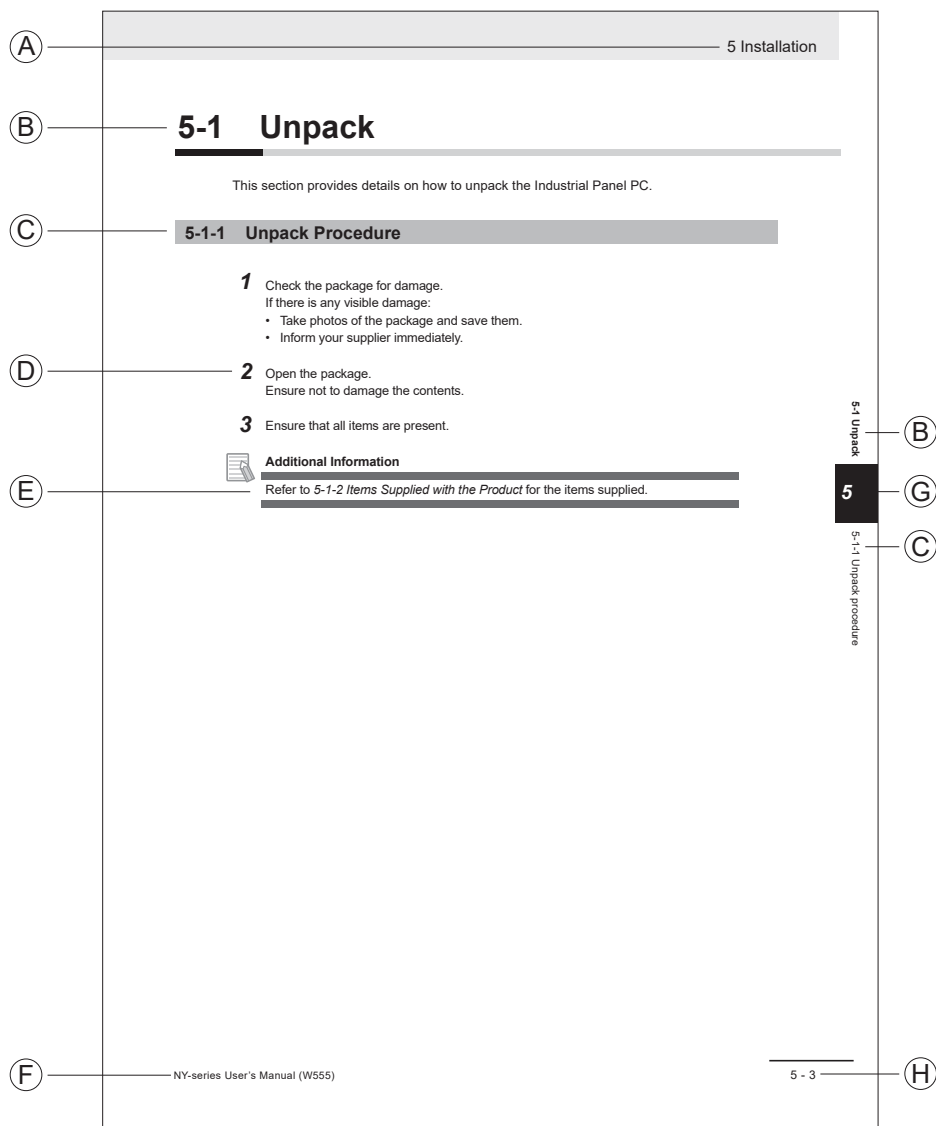 A
5 Installation
B
5-1 Unpack
This section provides details on how to unpack the Industrial Panel PC.
C
5-1-1 Unpack Procedure
1 Check the package for damage.
If there is any visible damage:
• Take photos of the package and save them.
• Inform your supplier immediately.
D
2 Open the package.
Ensure not to damage the contents.
3 Ensure that all items are present.
Additional Information
E
Refer to 5-1-2 Items Supplied with the Product for the items supplied.
5-1 Unpack
B
5
G
5-1-1 Unpack procedure
C
F
NY-series User's Manual (W555)
5 - 3
H